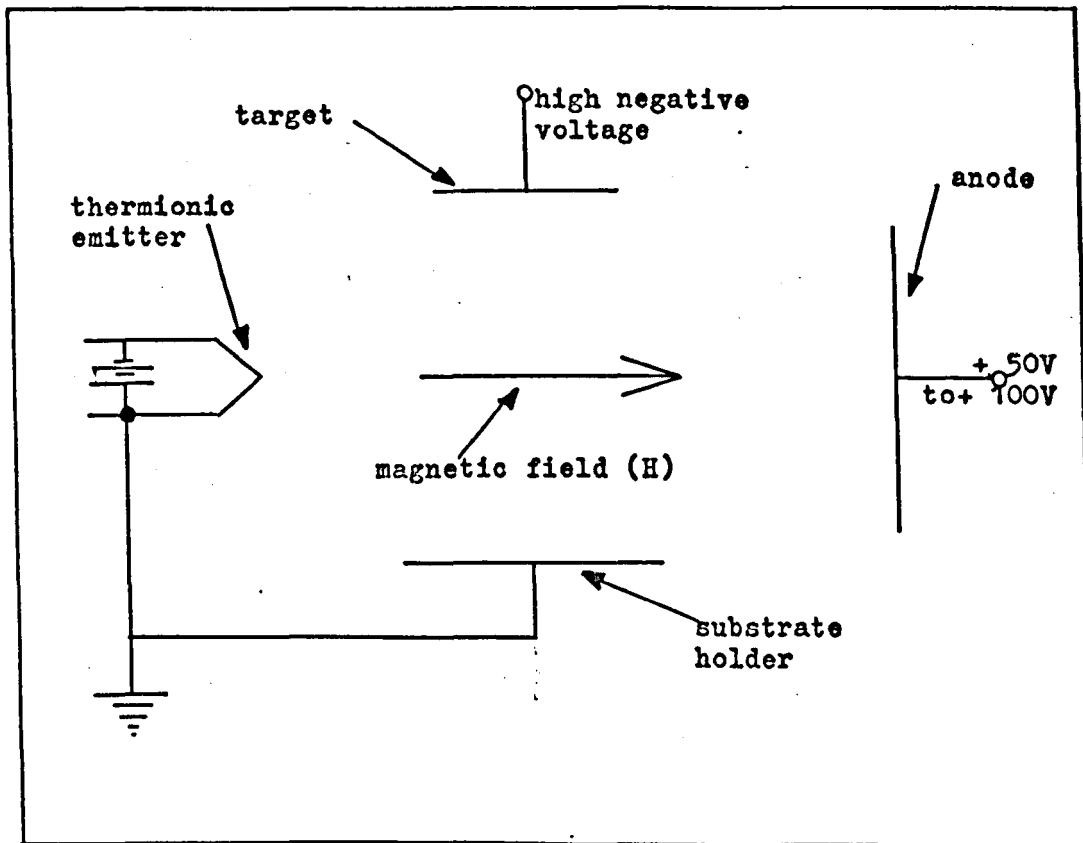 target
high negative
voltage
anode
thermionic
emitter
+ 50V
to+ 100V
magnetic field (H)
substrate
holder